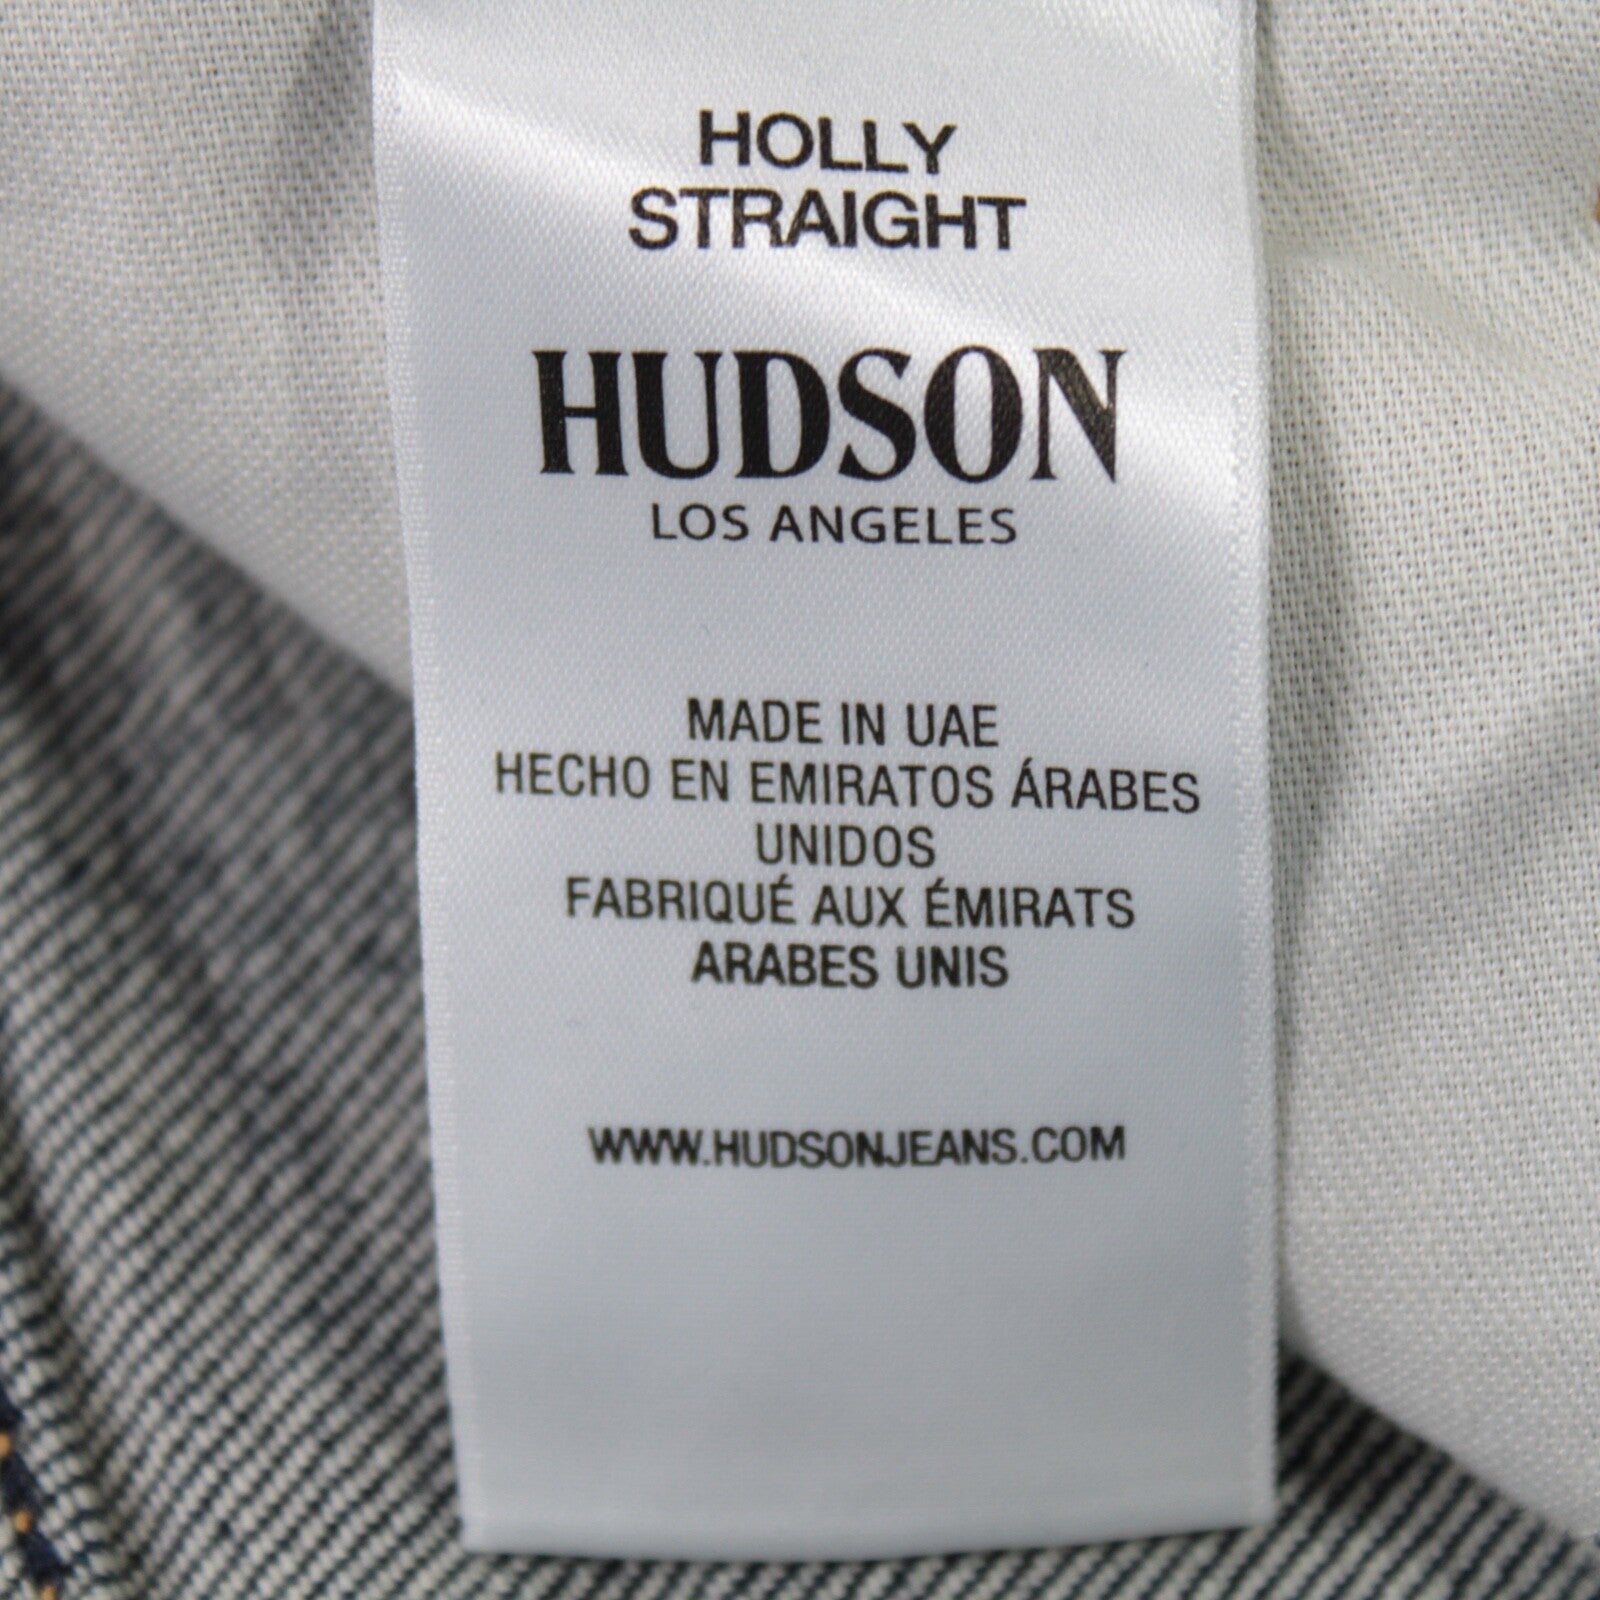 HOLLY
STRAIGHT
HUDSON
LOS ANGELES
MADE IN UAE
HECHO EN EMIRATOS ÁRABES
UNIDOS
FABRIQUÉ AUX ÉMIRATS
ARABES UNIS
WWW.HUDSONJEANS.COM